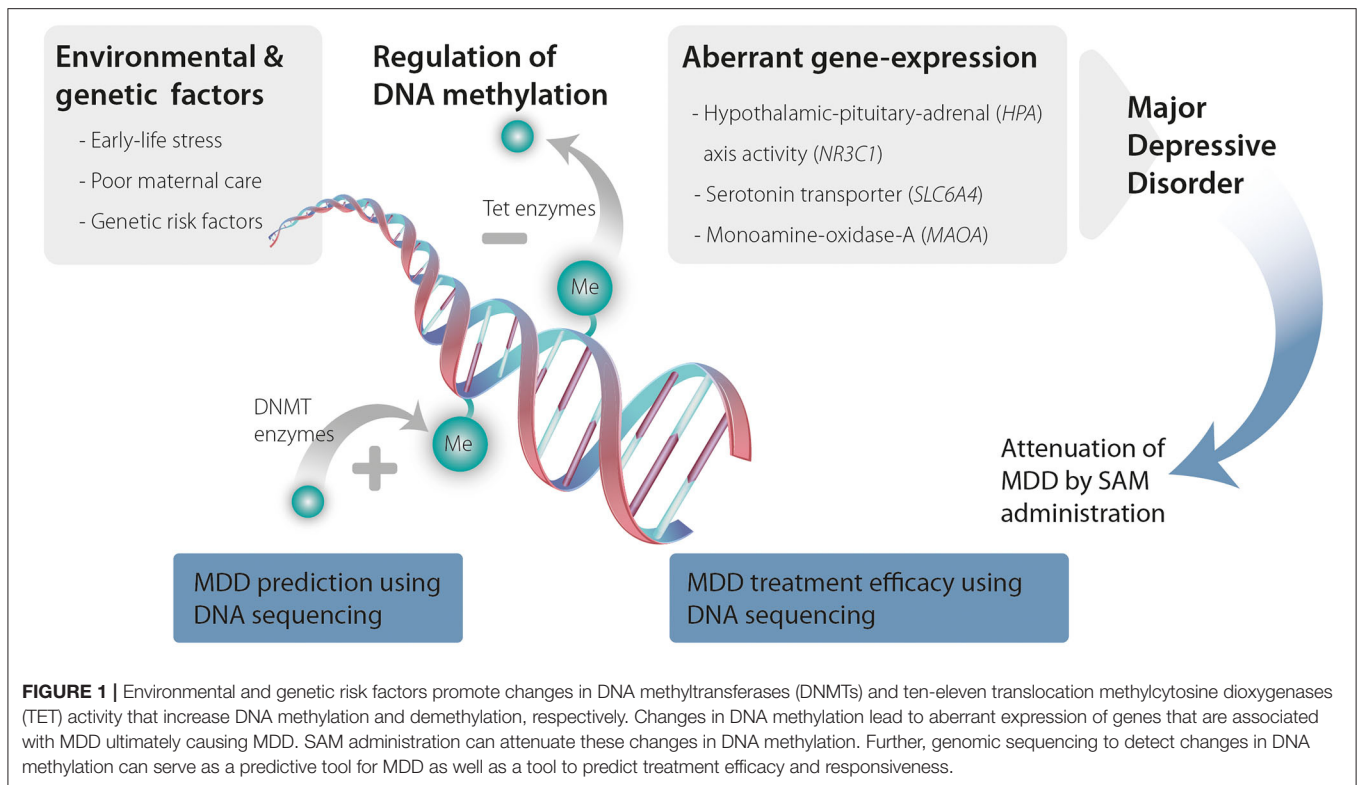 Environmental &
genetic factors
- Early-life stress
- Poor maternal care
- Genetic risk factors
Regulation of
DNA methylation
Tet enzymes
Me
DNMT
enzymes
Me
Aberrant gene-expression
- Hypothalamic-pituitary-adrenal (HPA)
axis activity (NR3C1)
- Serotonin transporter (SLC6A4)
- Monoamine-oxidase-A (MAOA)
Major
Depressive
Disorder
Attenuation of
MDD by SAM
administration
MDD prediction using
DNA sequencing
MDD treatment efficacy using
DNA sequencing
FIGURE 1 | Environmental and genetic risk factors promote changes in DNA methyltransferases (DNMTs) and ten-eleven translocation methylcytosine dioxygenases
(TET) activity that increase DNA methylation and demethylation, respectively. Changes in DNA methylation lead to aberrant expression of genes that are associated
with MDD ultimately causing MDD. SAM administration can attenuate these changes in DNA methylation. Further, genomic sequencing to detect changes in DNA
methylation can serve as a predictive tool for MDD as well as a tool to predict treatment efficacy and responsiveness.